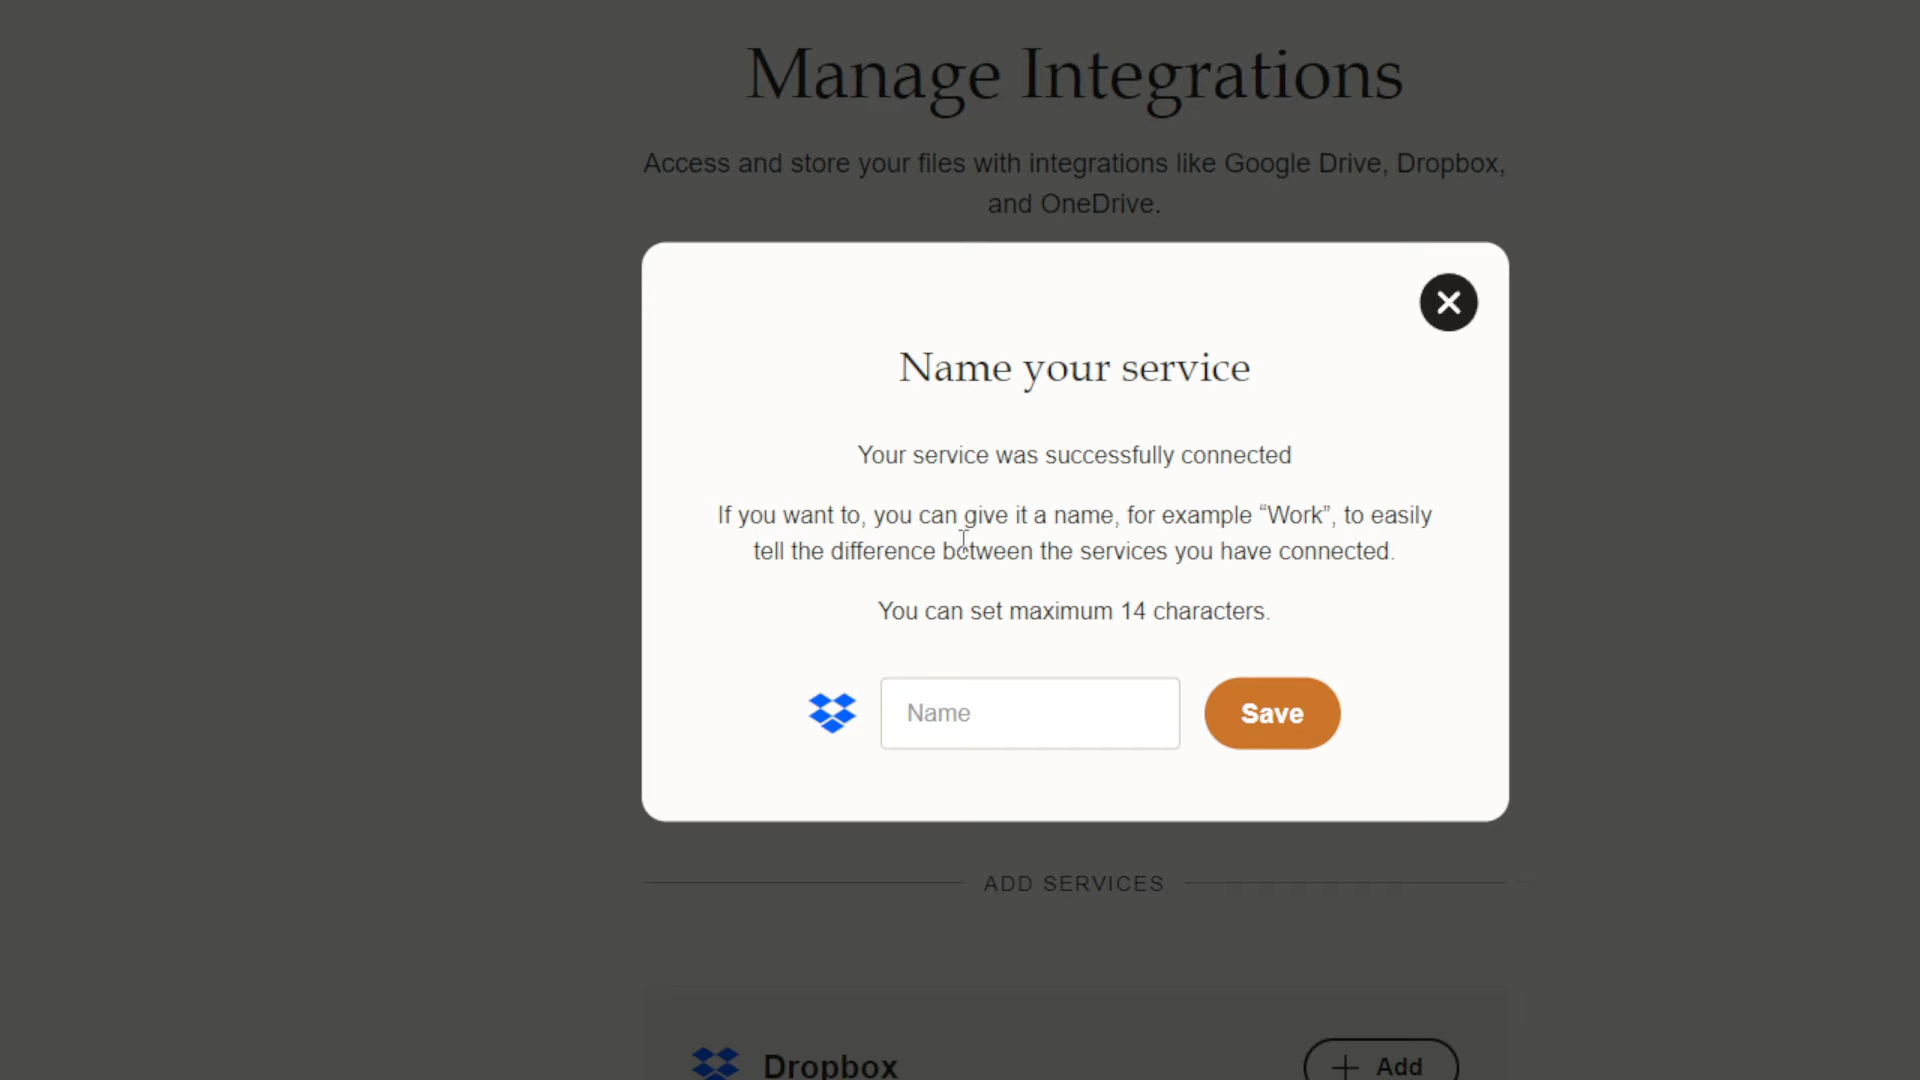 Manage Integrations
Access and store your files with integrations like Google Drive, Dropbox,
and OneDrive.
Name your service
Your service was successfully connected
If you want to, you can give it a name, for example “Work”, to easily
tell the difference between the services you have connected.
You can set maximum 14 characters.
Name
Save
ADD SERVICES
Dropbox
Add